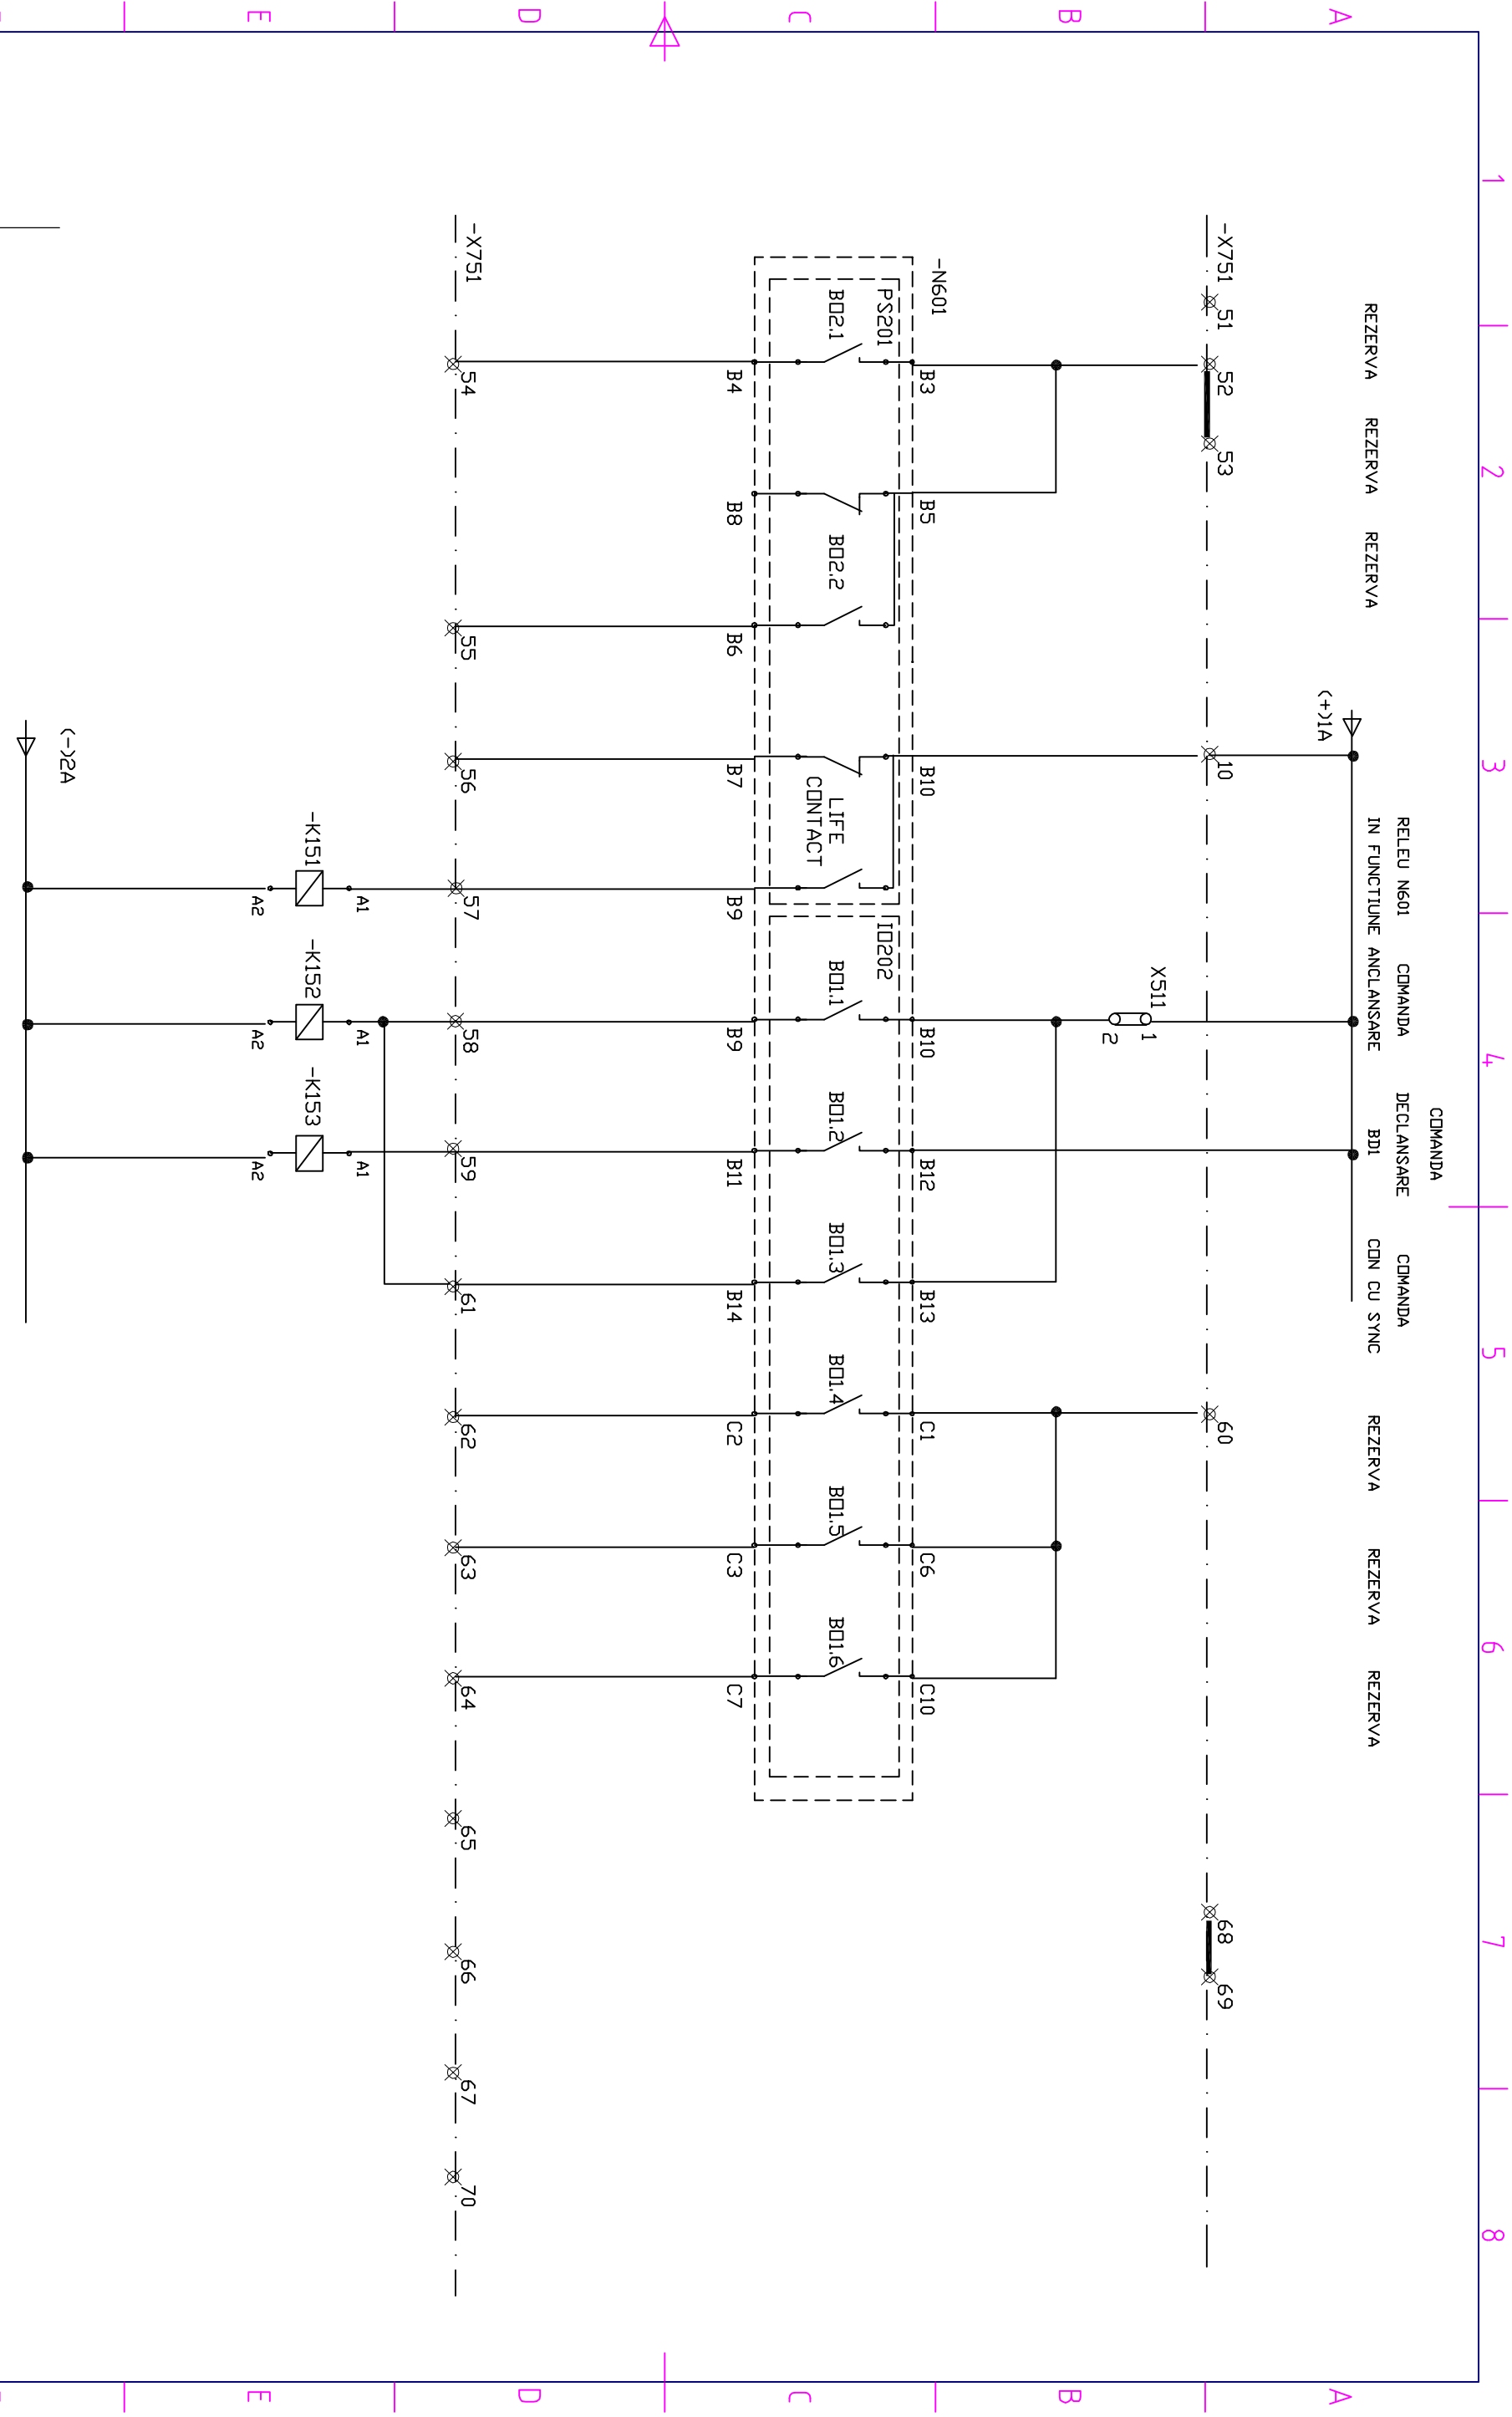 1
2
3
4
5
6
7
8
A
A
COMANDA
REZERVA
REZERVA
REZERVA
RELEU N601
IN FUNCTIUNE
COMANDA
ANCLANSARE
DECLANSARE
BD1
COMANDA
CON CU SYNC
REZERVA
REZERVA
REZERVA
(+)1A
-X751
51
52
53
10
60
68
69
X511
1
2
B
B
-N601
B3
B5
B10
B10
B12
B13
C1
C6
C10
PS201
IO202
BO2.1
BO2.2
LIFE
CONTACT
BO1.1
BO1.2
BO1.3
BO1.4
BO1.5
BO1.6
C
C
B4
B8
B6
B7
B9
B9
B11
B14
C2
C3
C7
D
D
-X751
54
55
56
57
58
59
61
62
63
64
65
66
67
70
A1
A1
A1
-K151
-K152
-K153
A2
A2
A2
E
E
(-)2A